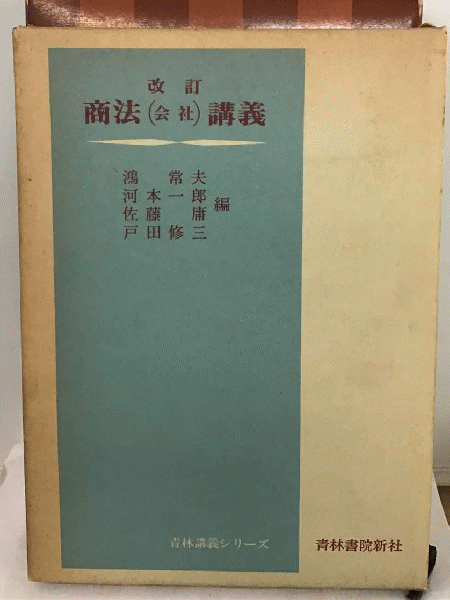 改訂
商法(会社)講義
鴻常夫
河本一郎
佐藤庸
戸田修三
編
青林講義シリーズ
青林書院新社